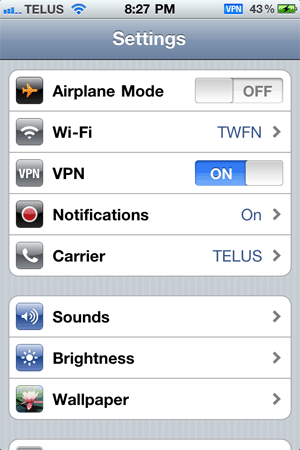 TELUS 8:27 PM VPN 43%
Settings
Airplane Mode OFF
Wi-Fi TWFN
VPN VPN ON
Notifications On
Carrier TELUS
Sounds
Brightness
Wallpaper